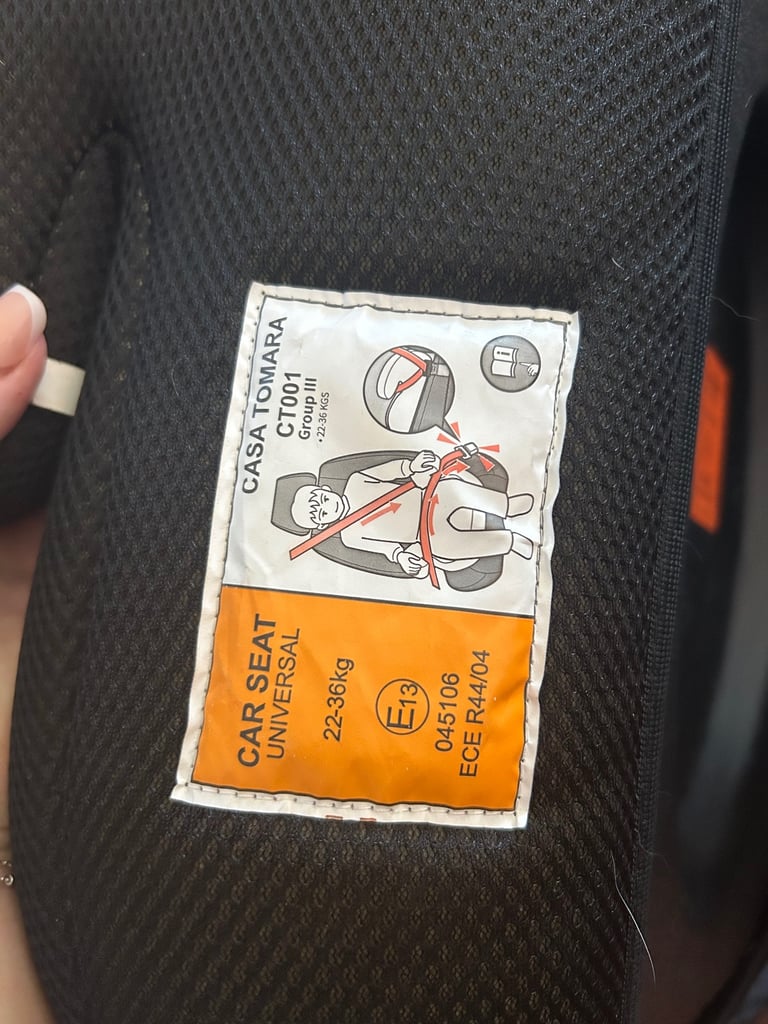 CASA TOMARA
CT001
Group III
• 22-36 KGS
CAR SEAT
UNIVERSAL
22-36kg
E13
045106
ECE R44/04